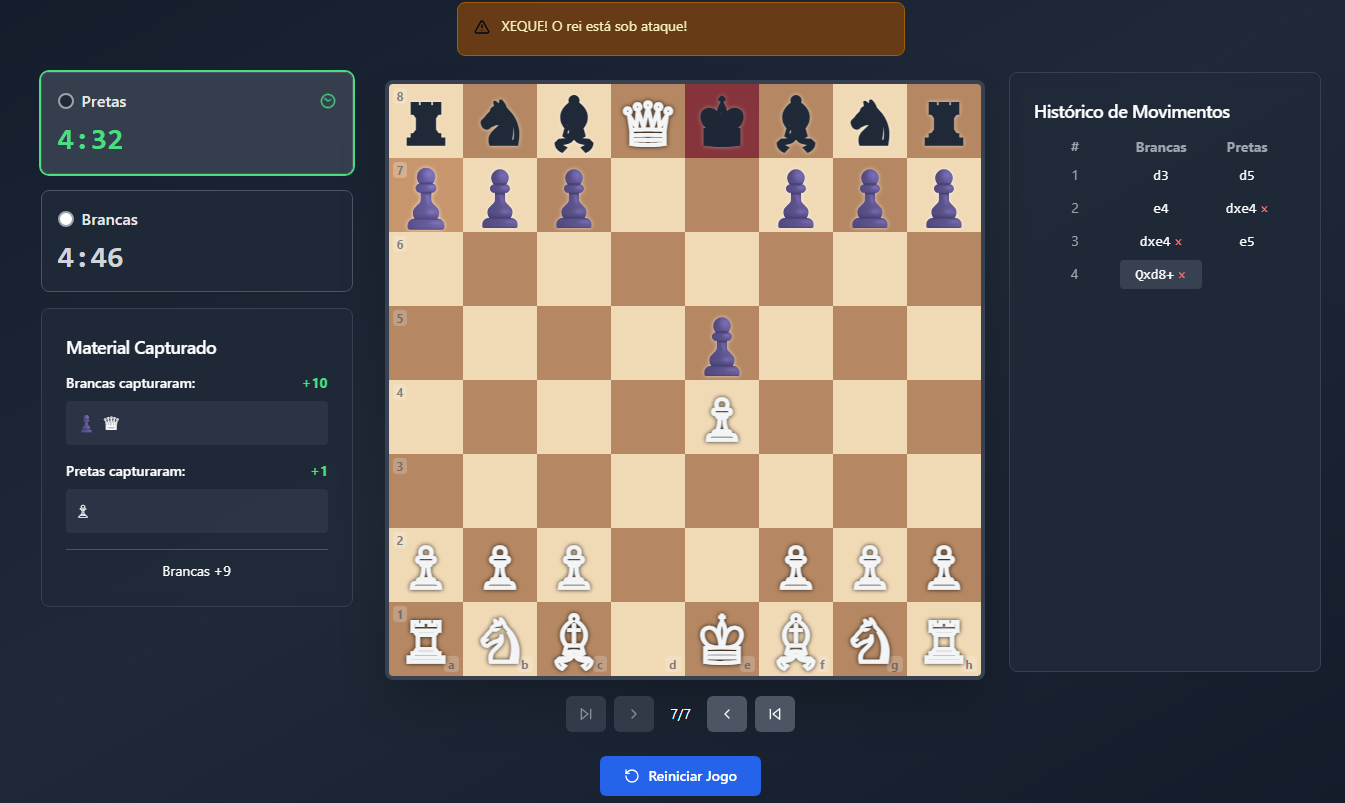 XEQUE! O rei está sob ataque!
Pretas
4:32
Brancas
4:46
Material Capturado
Brancas capturaram: +10
Pretas capturaram: +1
Brancas +9
8
7
6
5
4
3
2
1
a b c d e f g h
7/7
Reiniciar Jogo
Histórico de Movimentos
# Brancas Pretas
1 d3 d5
2 e4 dxe4 ×
3 dxe4 × e5
4 Qxd8+ ×